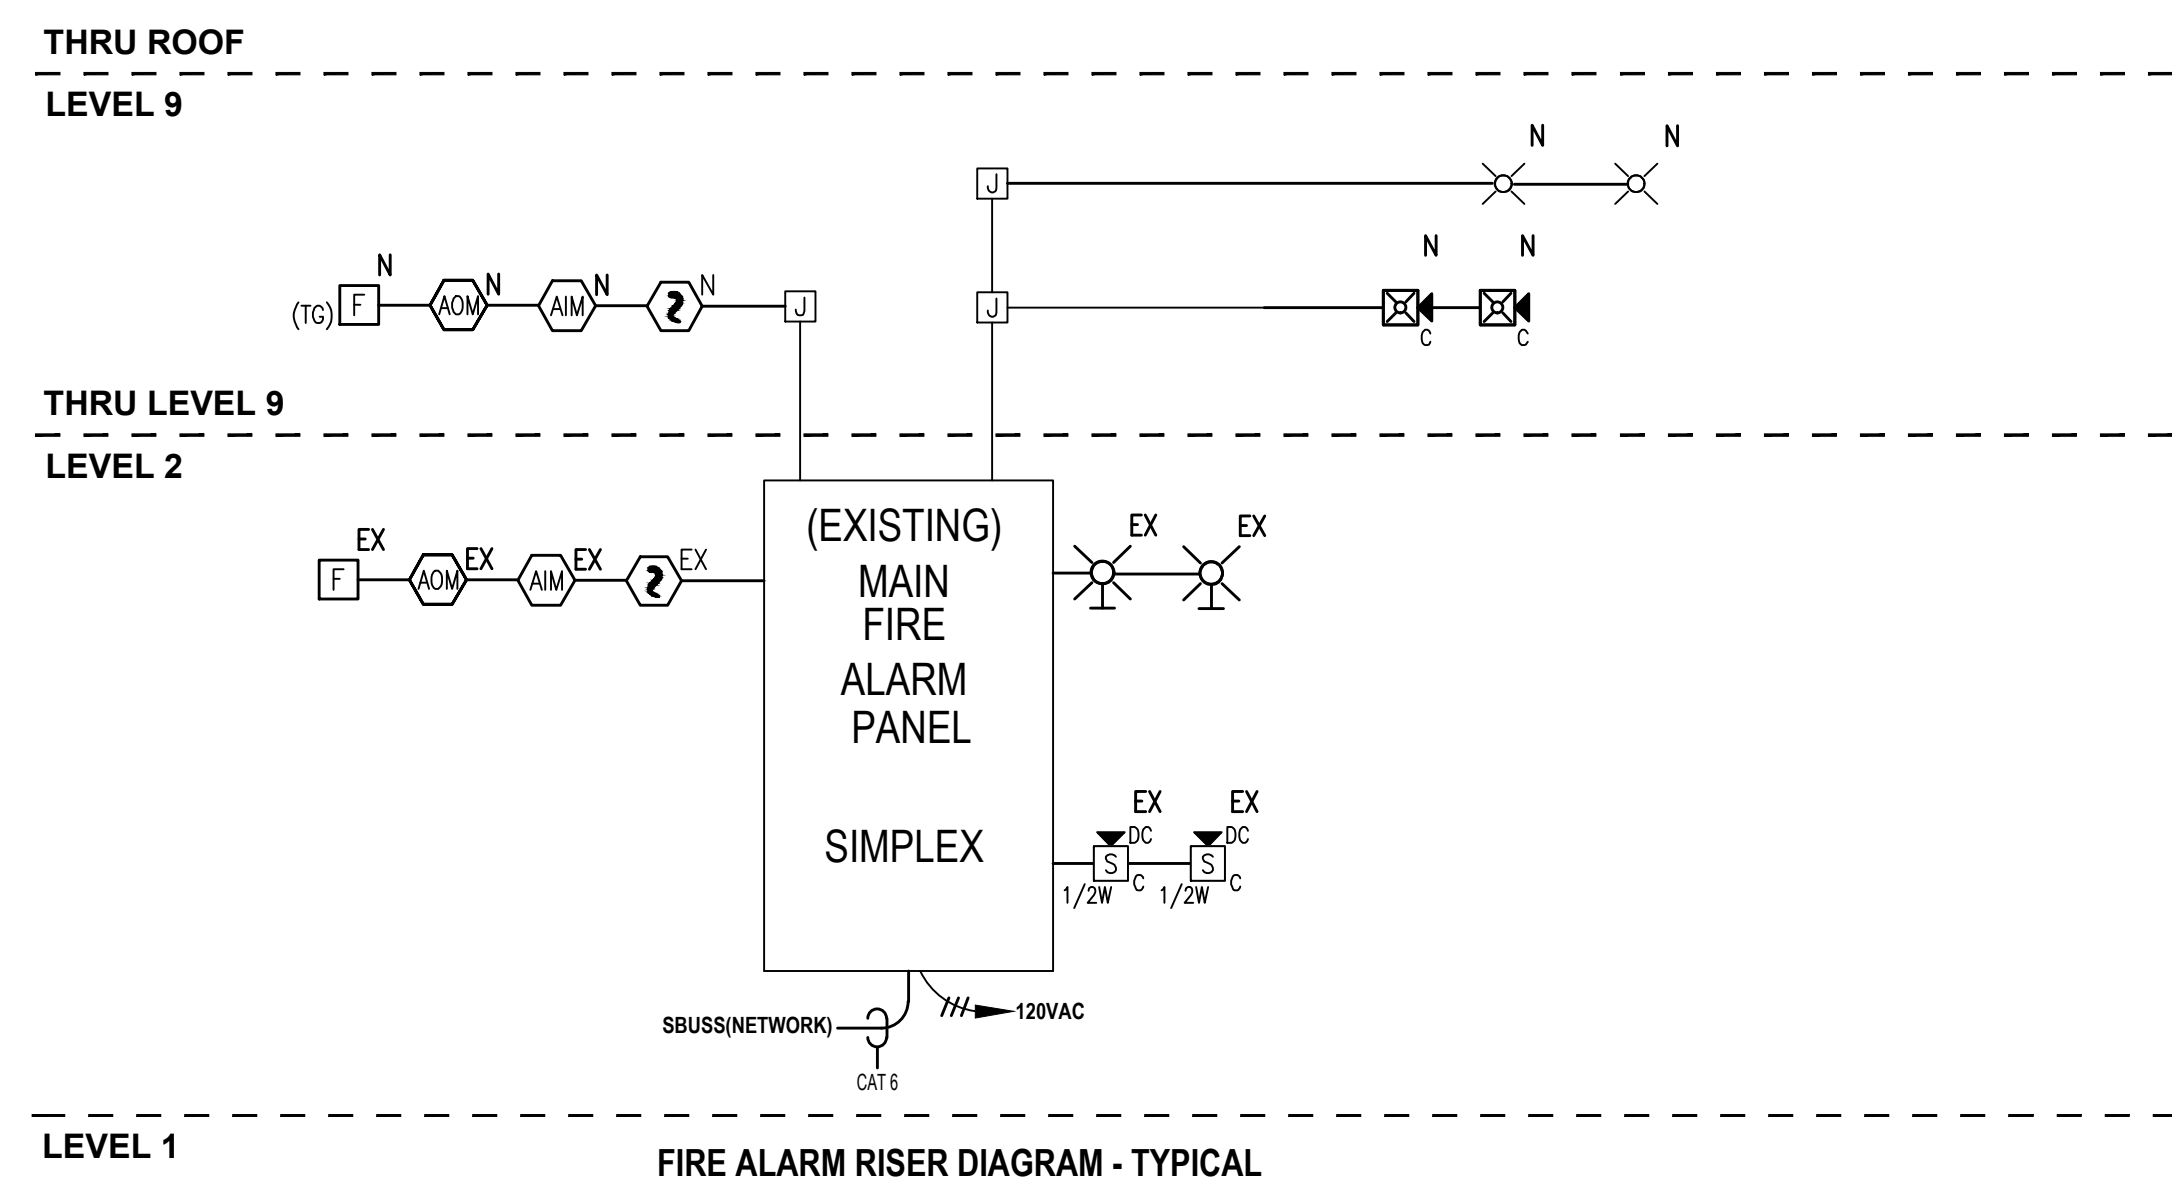 THRU ROOF
LEVEL 9
N N
J
N N
N N N N
(TG) F AOM AIM J J
C C
THRU LEVEL 9
LEVEL 2
(EXISTING)
MAIN
FIRE
ALARM
PANEL
SIMPLEX
EX EX EX EX
F AOM AIM
EX EX
EX EX
DC DC
S S
C C
1/2W 1/2W
SBUSS(NETWORK)
120VAC
CAT 6
LEVEL 1
FIRE ALARM RISER DIAGRAM - TYPICAL